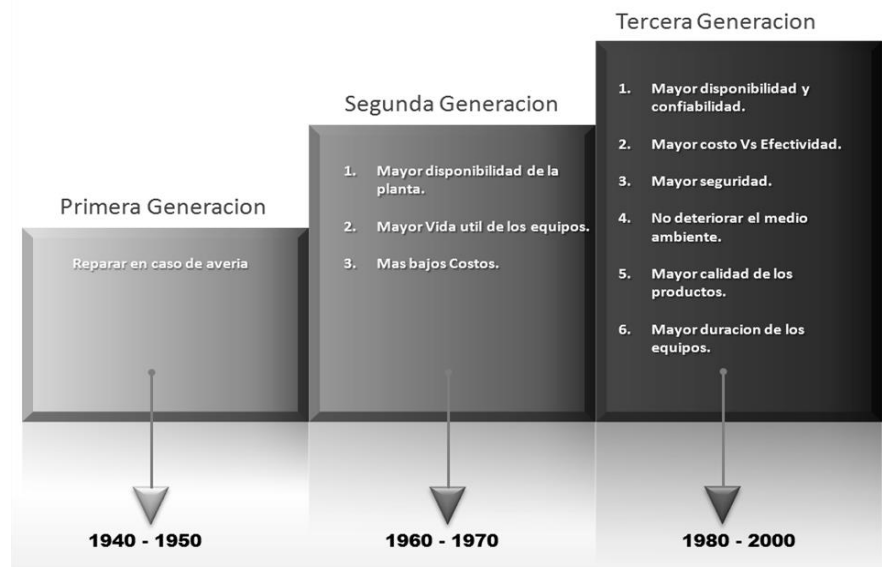 Primera Generacion
Reparar en caso de avería
1940 - 1950
Segunda Generacion
1. Mayor disponibilidad de la
planta.
2. Mayor Vida util de los equipos.
3. Mas bajos Costos.
1960 - 1970
Tercera Generacion
1. Mayor disponibilidad y
confiabilidad.
2. Mayor costo Vs Efectividad.
3. Mayor seguridad.
4. No deteriorar el medio
ambiente.
5. Mayor calidad de los
productos.
6. Mayor duracion de los
equipos.
1980 - 2000